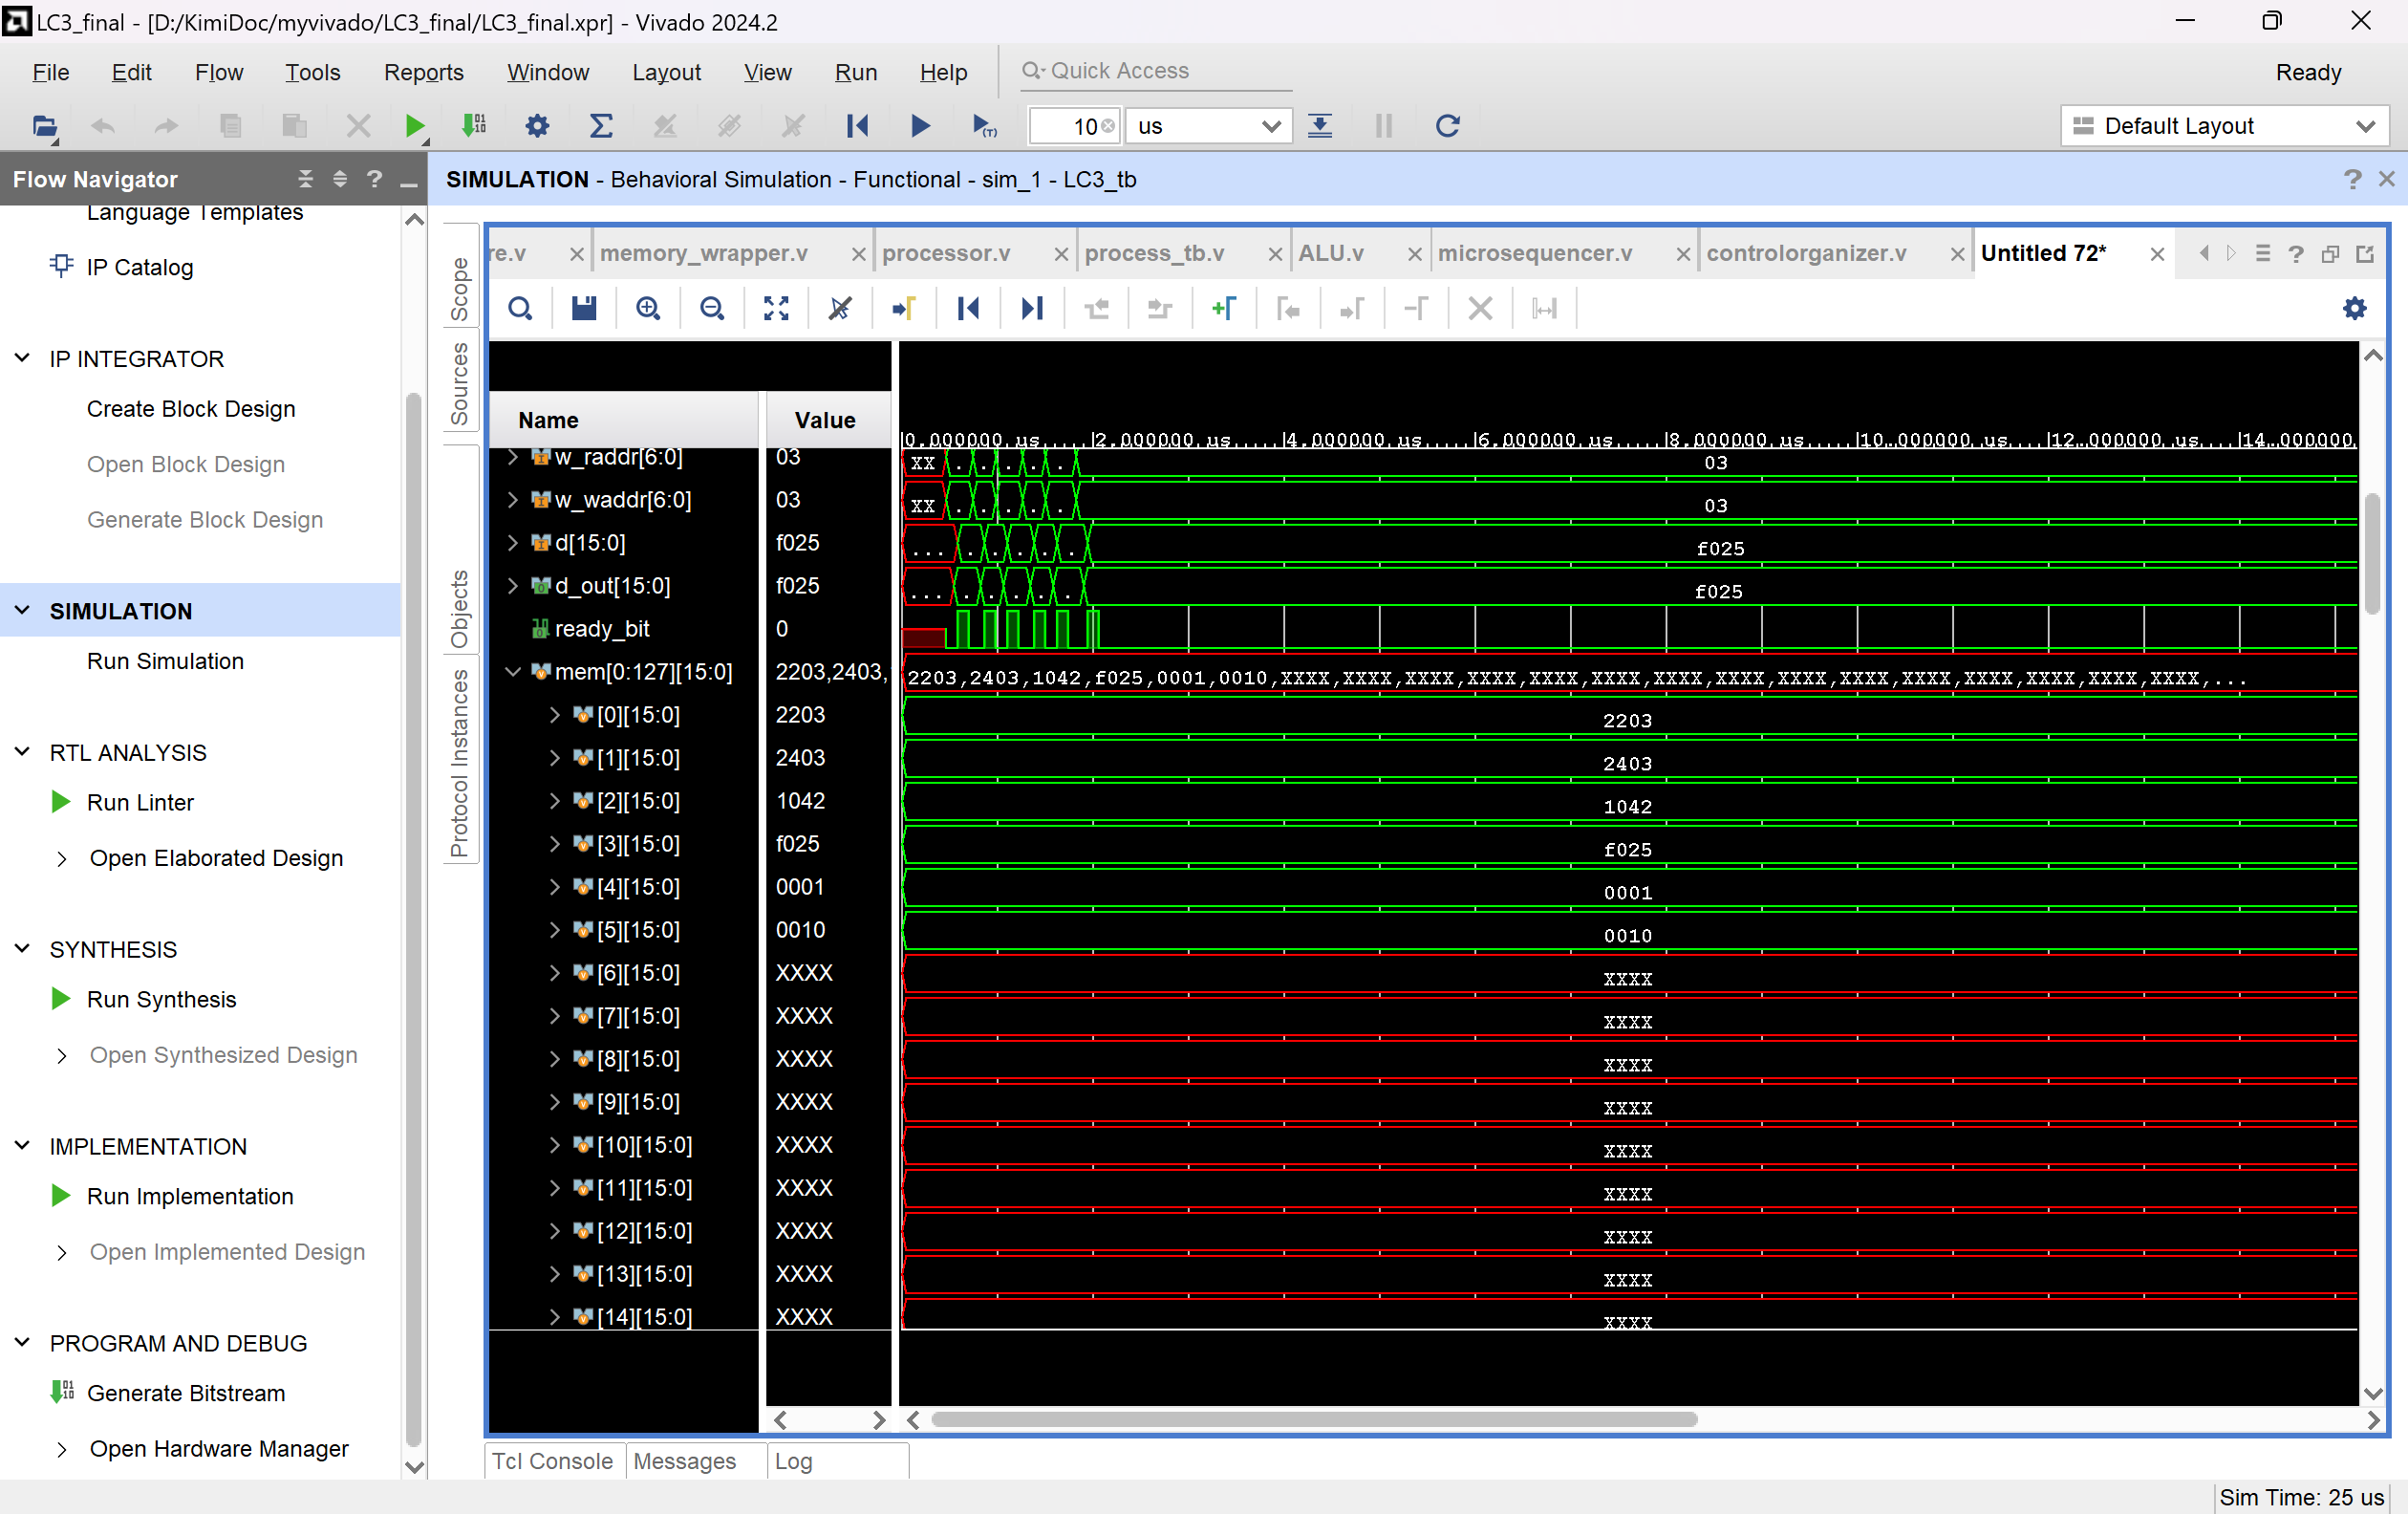 LC3_final - [D:/KimiDoc/myvivado/LC3_final/LC3_final.xpr] - Vivado 2024.2
File Edit Flow Tools Reports Window Layout View Run Help Quick Access Ready
10 us Default Layout
Flow Navigator
SIMULATION - Behavioral Simulation - Functional - sim_1 - LC3_tb
Language Templates
IP Catalog
IP INTEGRATOR
Create Block Design
Open Block Design
Generate Block Design
SIMULATION
Run Simulation
RTL ANALYSIS
Run Linter
Open Elaborated Design
SYNTHESIS
Run Synthesis
Open Synthesized Design
IMPLEMENTATION
Run Implementation
Open Implemented Design
PROGRAM AND DEBUG
Generate Bitstream
Open Hardware Manager
Scope
Sources
Objects
Protocol Instances
re.v memory_wrapper.v processor.v process_tb.v ALU.v microsequencer.v controlorganizer.v Untitled 72*
Name Value
0.000000 us 2.000000 us 4.000000 us 6.000000 us 8.000000 us 10.000000 us 12.000000 us 14.000000
w_raddr[6:0] 03 XX . . . . . 03
w_waddr[6:0] 03 XX . . . . . 03
d[15:0] f025 ... . . . . . f025
d_out[15:0] f025 ... . . . . . f025
ready_bit 0
mem[0:127][15:0] 2203,2403, 2203,2403,1042,f025,0001,0010,XXXX,XXXX,XXXX,XXXX,XXXX,XXXX,XXXX,XXXX,XXXX,XXXX,XXXX,XXXX,XXXX,XXXX,XXXX,...
[0][15:0] 2203 2203
[1][15:0] 2403 2403
[2][15:0] 1042 1042
[3][15:0] f025 f025
[4][15:0] 0001 0001
[5][15:0] 0010 0010
[6][15:0] XXXX XXXX
[7][15:0] XXXX XXXX
[8][15:0] XXXX XXXX
[9][15:0] XXXX XXXX
[10][15:0] XXXX XXXX
[11][15:0] XXXX XXXX
[12][15:0] XXXX XXXX
[13][15:0] XXXX XXXX
[14][15:0] XXXX XXXX
Tcl Console Messages Log
Sim Time: 25 us